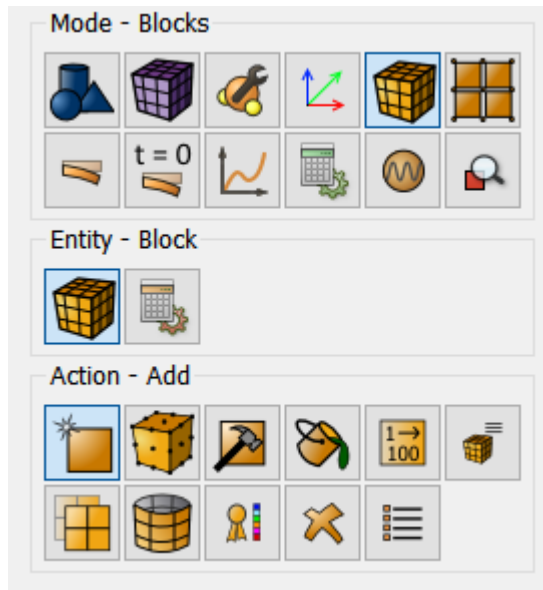 Mode - Blocks
t = 0
Entity - Block
Action - Add
1→
100